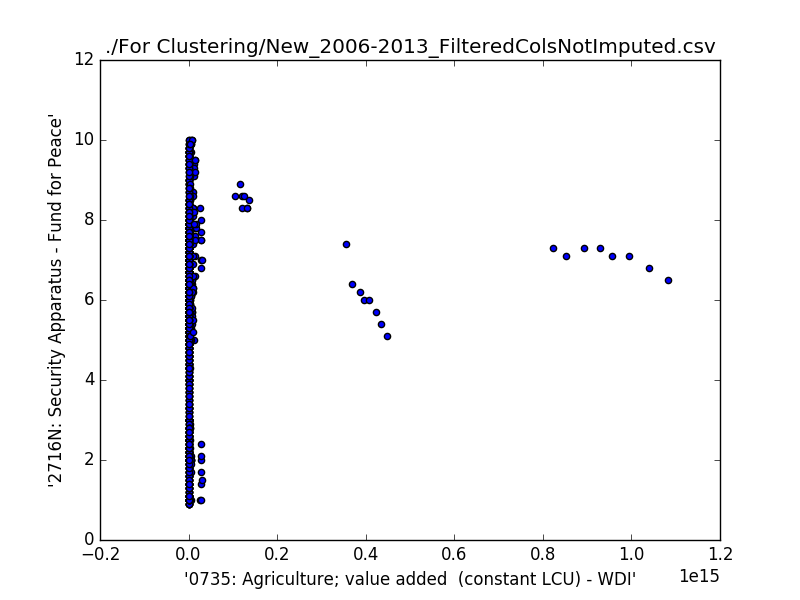 ./For Clustering/New_2006-2013_FilteredColsNotImputed.csv
12
10
8
6
4
2
0
'2716N: Security Apparatus - Fund for Peace'
−0.2 0.0 0.2 0.4 0.6 0.8 1.0 1.2
1e15
'0735: Agriculture; value added  (constant LCU) - WDI'